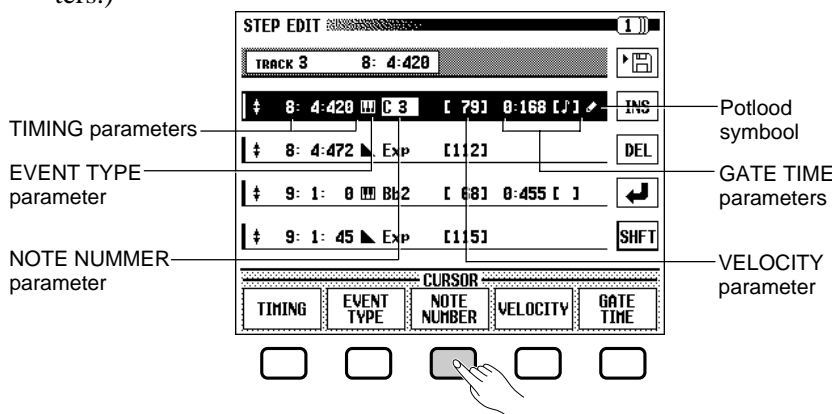 ters.)
STEP EDIT 1
TRACK 3 8: 4:420
8: 4:420 C 3 [ 79] 0:168 [♪] INS
8: 4:472 Exp [112] DEL
9: 1: 0 Bb2 [ 68] 0:455 [ ]
9: 1: 45 Exp [115] SHFT
CURSOR
TIMING EVENT TYPE NOTE NUMBER VELOCITY GATE TIME
TIMING parameters
EVENT TYPE
parameter
NOTE NUMMER
parameter
Potlood
symbool
GATE TIME
parameters
VELOCITY
parameter